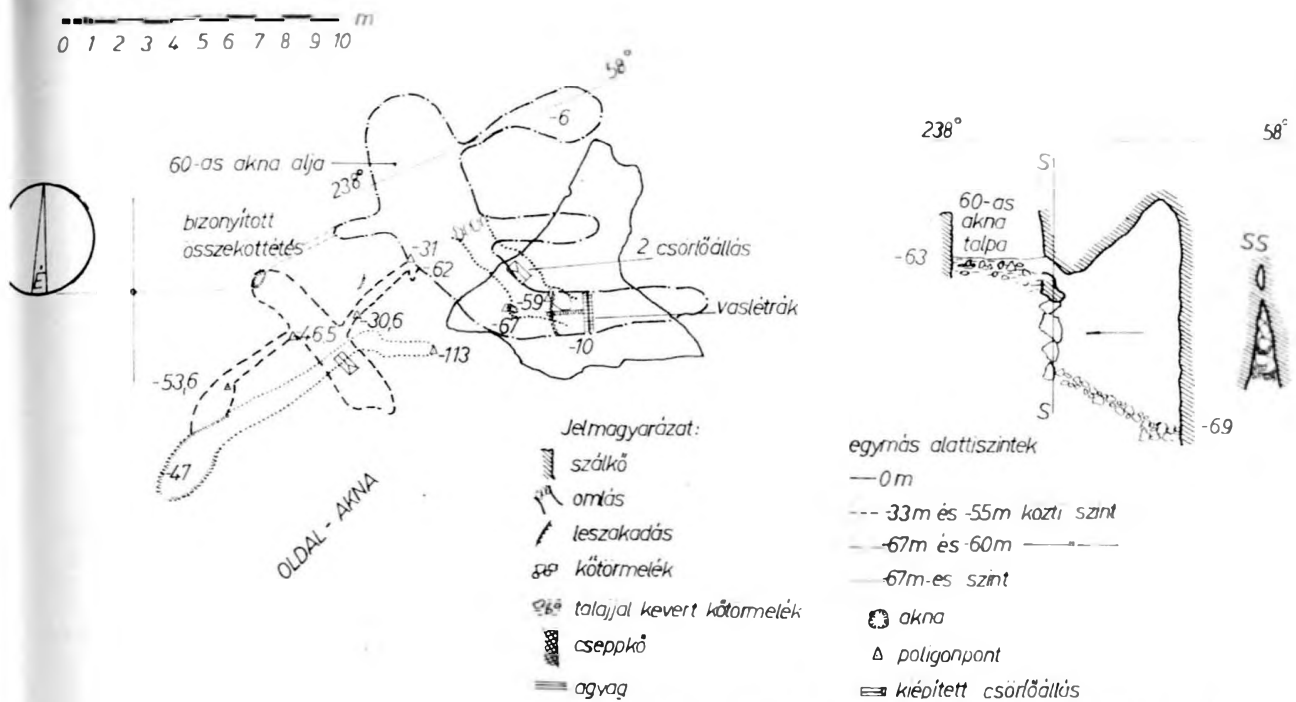 m
0 1 2 3 4 5 6 7 8 9 10
58°
-6
60-as akna alja
238°
bizonyított
összekottétés
É
-31
-62
2 csörlőállás
-59
-67
vaslétrák
-10
-30,6
-46,5
-113
-53,6
-47
OLDAL-AKNA
238°
58°
S
60-as
akna
talpa
-63
SS
S
-69
Jelmagyarázat:
szálkő
omlás
leszakadás
kőtörmelék
talajjal kevert kőtormelék
cseppkő
agyag
egymás alattiszintek
0 m
-33m és -55m kozti szint
-67m és -60m
-67m-es szint
akna
poligonpont
kiépített csörlőállás